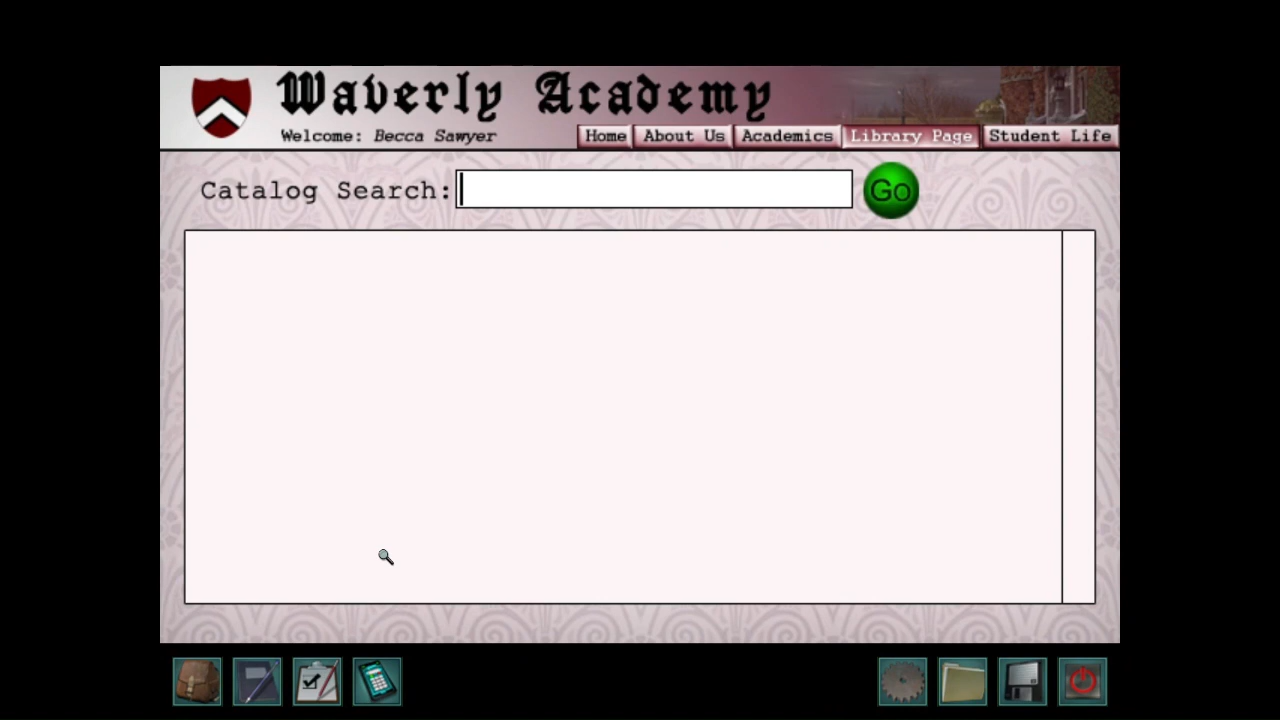 Waverly Academy
Welcome: Becca Sawyer
Home About Us Academics Library Page Student Life
Catalog Search: Go